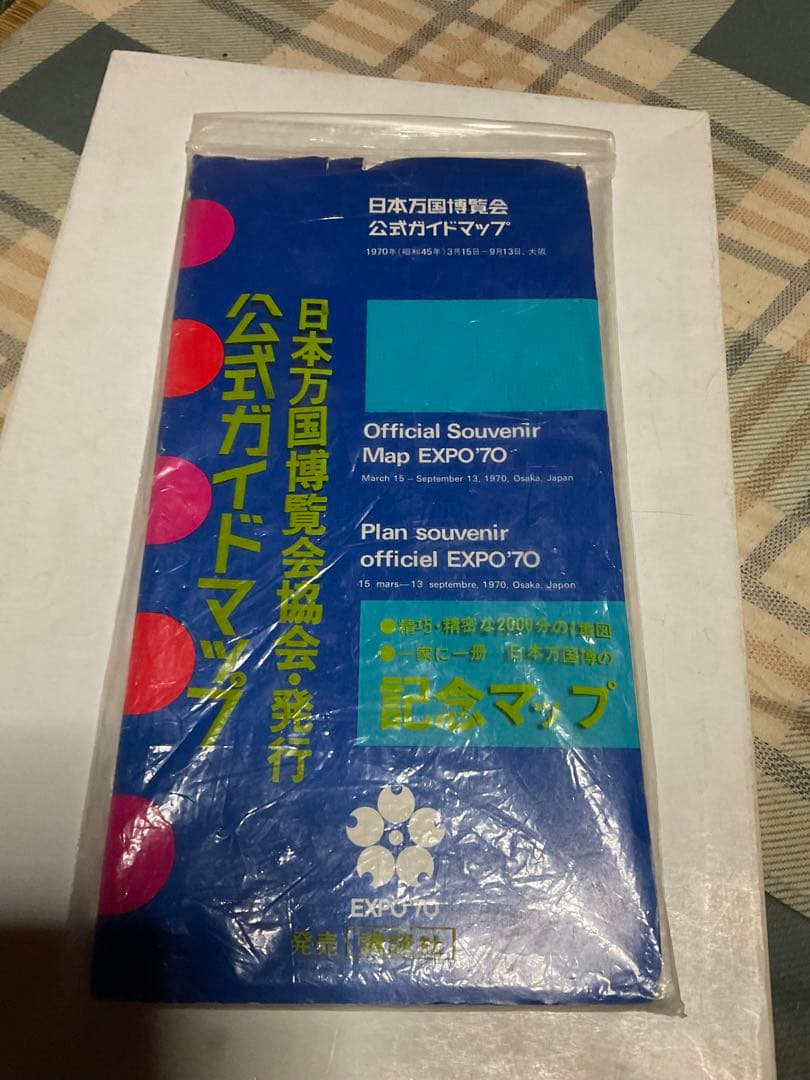 日本万国博覧会
公式ガイドマップ
1970年(昭和45年)3月15日-9月13日、大阪
日本万国博覧会協会・発行
公式ガイドマップ
Official Souvenir
Map EXPO'70
March 15 - September 13, 1970, Osaka, Japan
Plan souvenir
officiel EXPO'70
15 mars—13 septembre, 1970, Osaka, Japon
●精巧・精密な2000分の1地図
●一家に一冊 日本万国博の
記念マップ
EXPO'70
発売 講談社